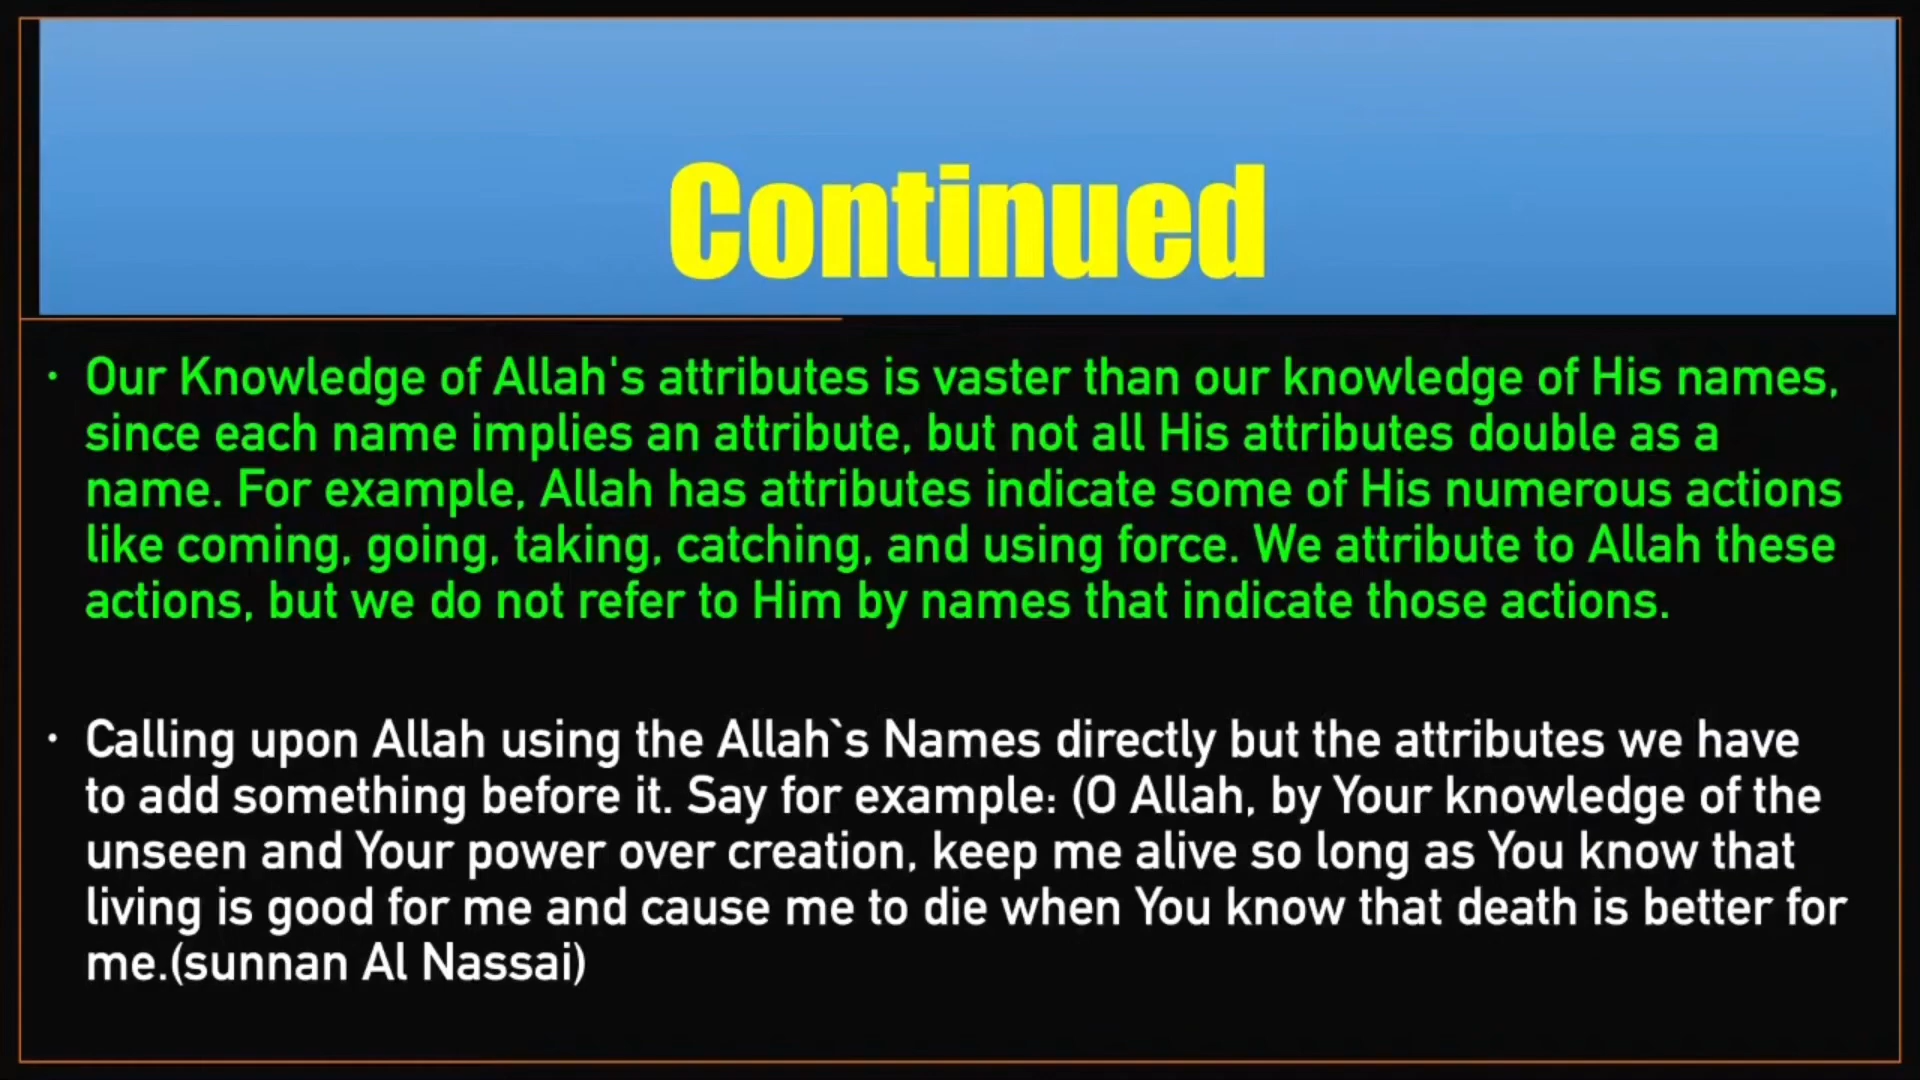 Continued
• Our Knowledge of Allah's attributes is vaster than our knowledge of His names,
since each name implies an attribute, but not all His attributes double as a
name. For example, Allah has attributes indicate some of His numerous actions
like coming, going, taking, catching, and using force. We attribute to Allah these
actions, but we do not refer to Him by names that indicate those actions.
• Calling upon Allah using the Allah`s Names directly but the attributes we have
to add something before it. Say for example: (O Allah, by Your knowledge of the
unseen and Your power over creation, keep me alive so long as You know that
living is good for me and cause me to die when You know that death is better for
me.(sunnan Al Nassai)